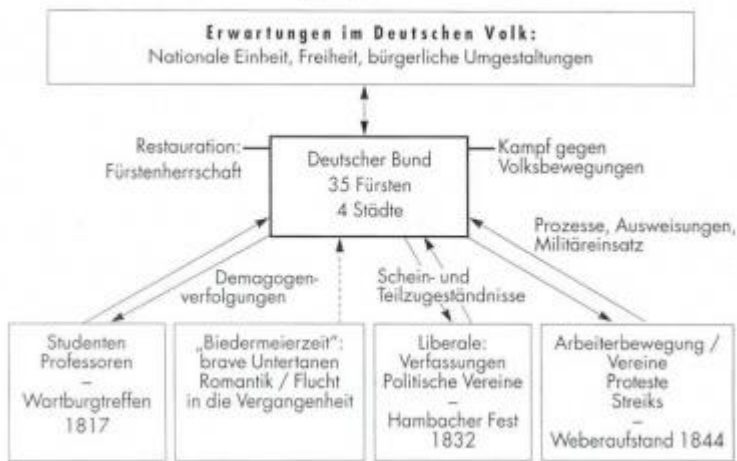 Erwartungen im Deutschen Volk:
Nationale Einheit, Freiheit, bürgerliche Umgestaltungen
Restauration:
Fürstenherrschaft
Deutscher Bund
35 Fürsten
4 Städte
Kampf gegen
Volksbewegungen
Prozesse, Ausweisungen,
Militäreinsatz
Demagogen-
verfolgungen
Schein- und
Teilzugeständnisse
Studenten
Professoren
–
Wartburgtreffen
1817
„Biedermeierzeit":
brave Untertanen
Romantik / Flucht
in die Vergangenheit
Liberale:
Verfassungen
Politische Vereine
–
Hambacher Fest
1832
Arbeiterbewegung /
Vereine
Proteste
Streiks
–
Weberaufstand 1844